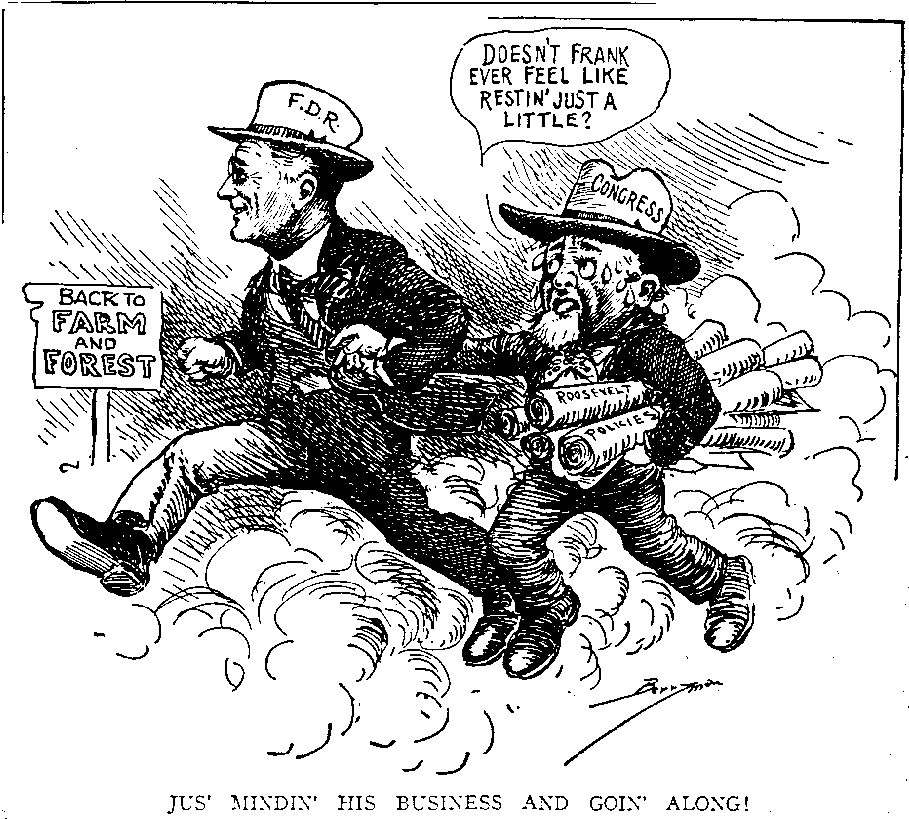 DOESN'T FRANK
EVER FEEL LIKE
RESTIN' JUST A
LITTLE?
F.D.R.
CONGRESS
BACK TO
FARM
AND
FOREST
ROOSEVELT
POLICIES
Berryman
JUS' MINDIN' HIS BUSINESS AND GOIN' ALONG!